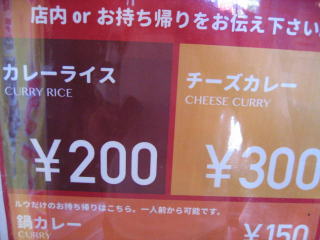 店内 or お持ち帰りをお伝え下さい
カレーライス
CURRY RICE
¥200
チーズカレー
CHEESE CURRY
¥300
ルウだけのお持ち帰りはこちら。一人前から可能です。
鍋カレー
CURRY
¥150